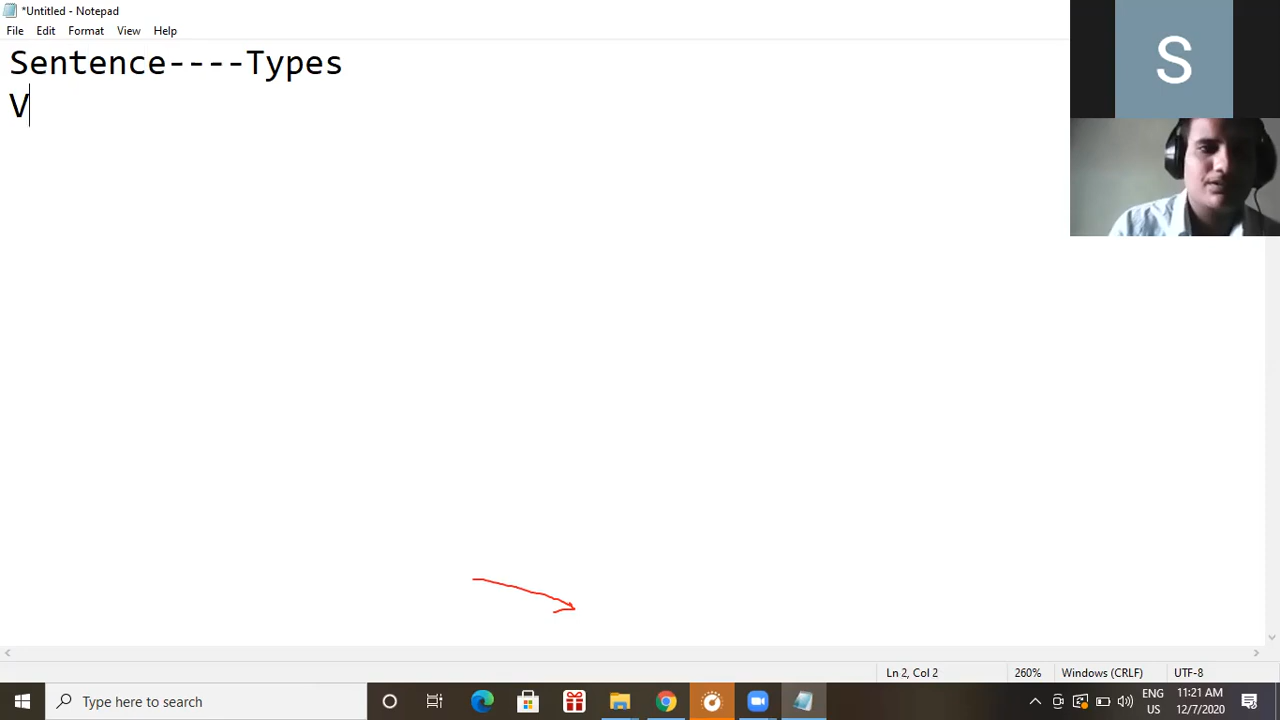 *Untitled - Notepad
File Edit Format View Help
Sentence----Types
V
S
Ln 2, Col 2 260% Windows (CRLF) UTF-8
Type here to search
ENG
US
11:21 AM
12/7/2020